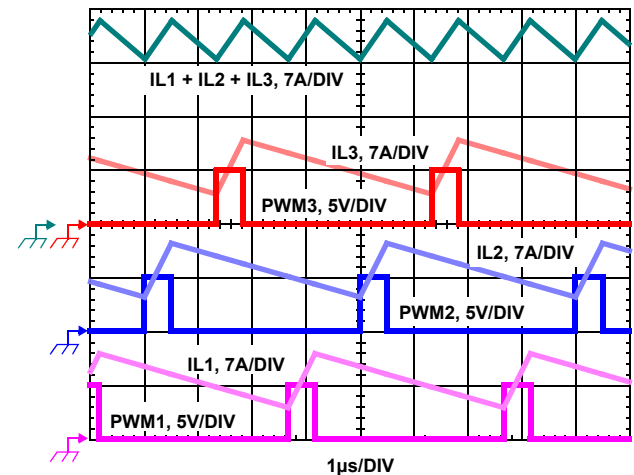 IL1 + IL2 + IL3, 7A/DIV
IL3, 7A/DIV
PWM3, 5V/DIV
IL2, 7A/DIV
PWM2, 5V/DIV
IL1, 7A/DIV
PWM1, 5V/DIV
1µs/DIV